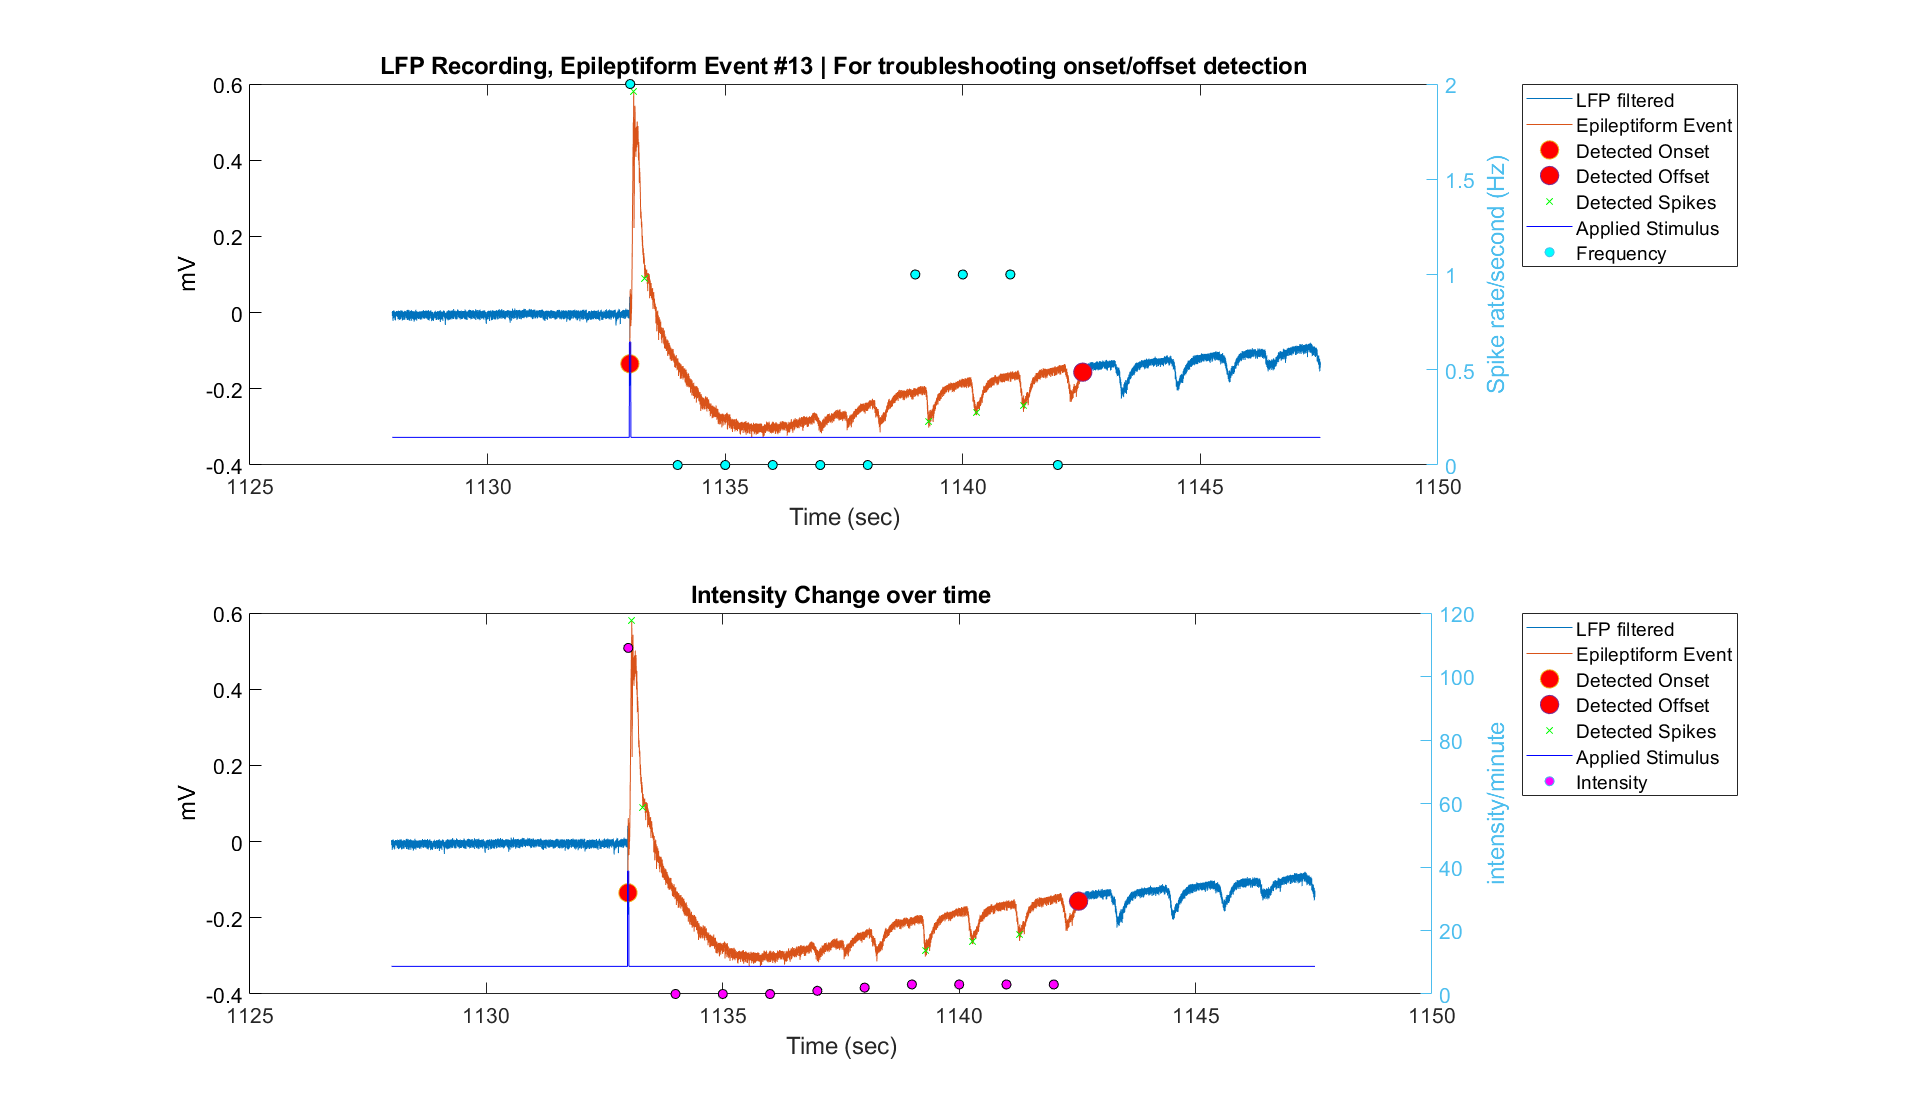 LFP Recording, Epileptiform Event #13 | For troubleshooting onset/offset detection
0.6
0.4
0.2
0
-0.2
-0.4
mV
1125
1130
1135
1140
1145
1150
Time (sec)
2
1.5
1
0.5
0
Spike rate/second (Hz)
LFP filtered
Epileptiform Event
Detected Onset
Detected Offset
Detected Spikes
Applied Stimulus
Frequency
Intensity Change over time
0.6
0.4
0.2
0
-0.2
-0.4
mV
1125
1130
1135
1140
1145
1150
Time (sec)
120
100
80
60
40
20
0
intensity/minute
LFP filtered
Epileptiform Event
Detected Onset
Detected Offset
Detected Spikes
Applied Stimulus
Intensity